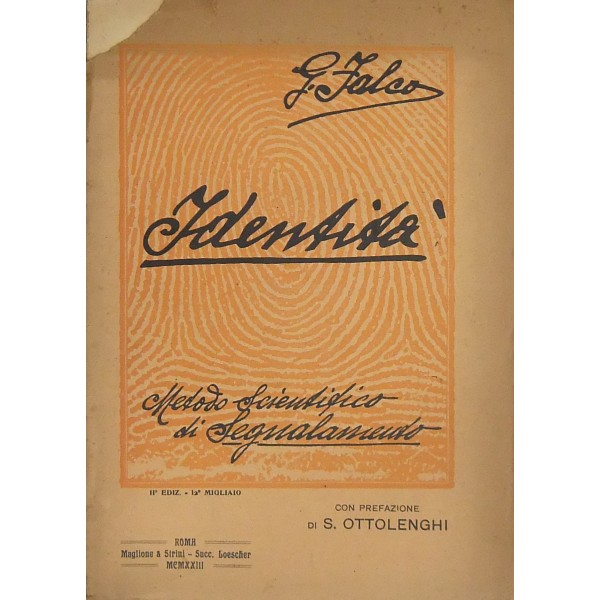 G. Falco
Identità
Metodo Scientifico
di Segnalamento
IIª EDIZ. - 12º MIGLIAIO
CON PREFAZIONE
DI S. OTTOLENGHI
ROMA
Maglione & Strini - Succ. Loescher
MCMXXIII